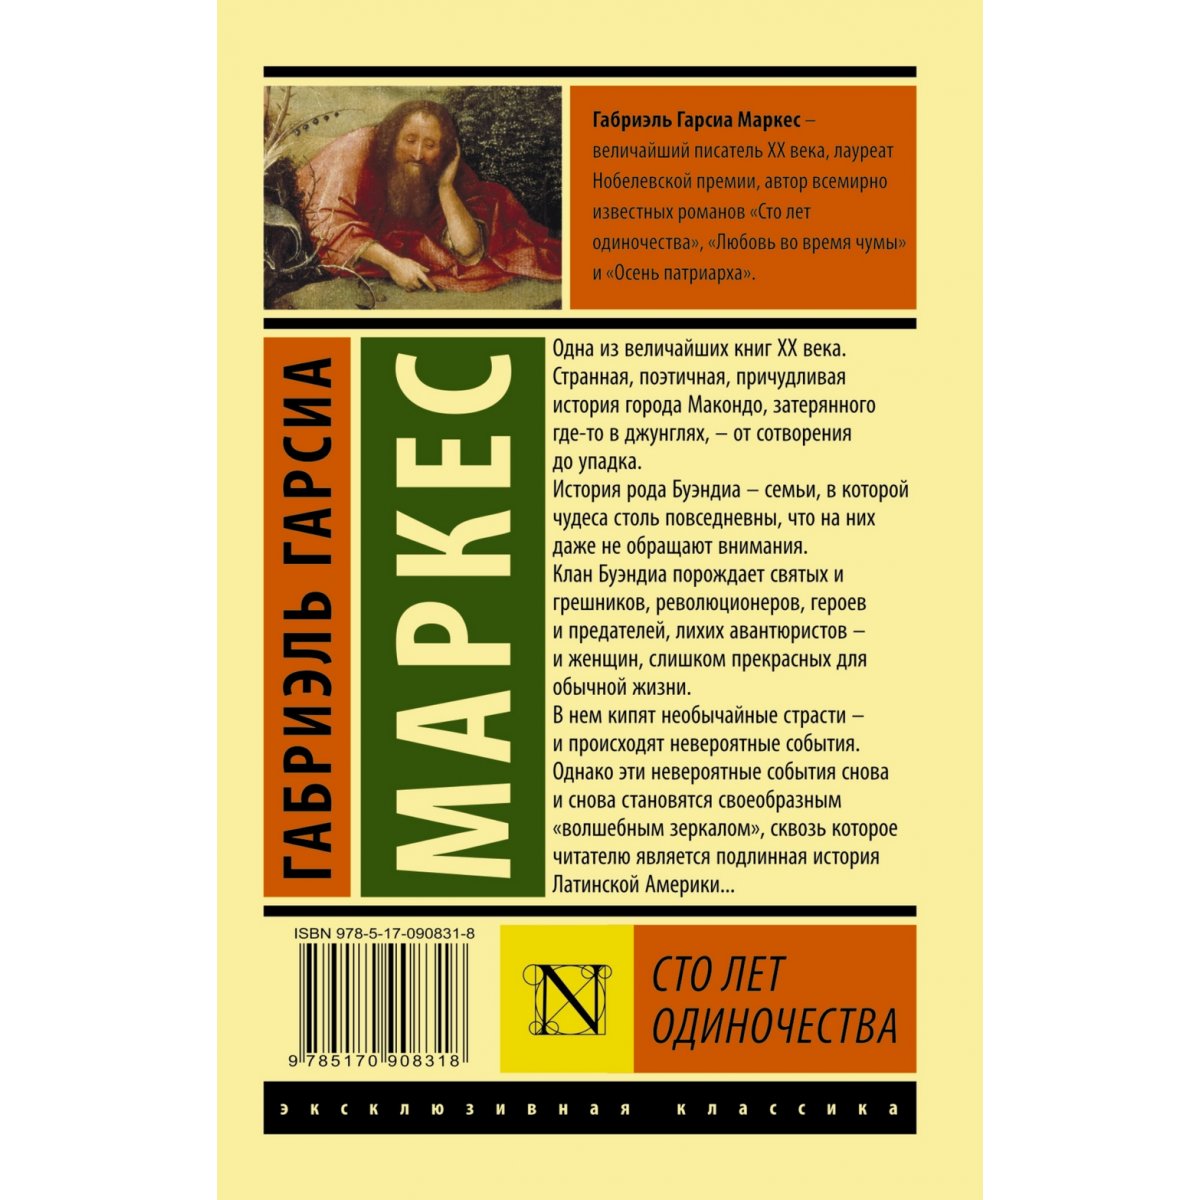 Габриэль Гарсиа Маркес –
величайший писатель XX века, лауреат
Нобелевской премии, автор всемирно
известных романов «Сто лет
одиночества», «Любовь во время чумы»
и «Осень патриарха».
ГАБРИЭЛЬ ГАРСИА
МАРКЕС
Одна из величайших книг XX века.
Странная, поэтичная, причудливая
история города Макондо, затерянного
где-то в джунглях, – от сотворения
до упадка.
История рода Буэндиа – семьи, в которой
чудеса столь повседневны, что на них
даже не обращают внимания.
Клан Буэндиа порождает святых и
грешников, революционеров, героев
и предателей, лихих авантюристов –
и женщин, слишком прекрасных для
обычной жизни.
В нем кипят необычайные страсти –
и происходят невероятные события.
Однако эти невероятные события снова
и снова становятся своеобразным
«волшебным зеркалом», сквозь которое
читателю является подлинная история
Латинской Америки...
ISBN 978-5-17-090831-8
9 785170 908318
N
СТО ЛЕТ
ОДИНОЧЕСТВА
эксклюзивная классика